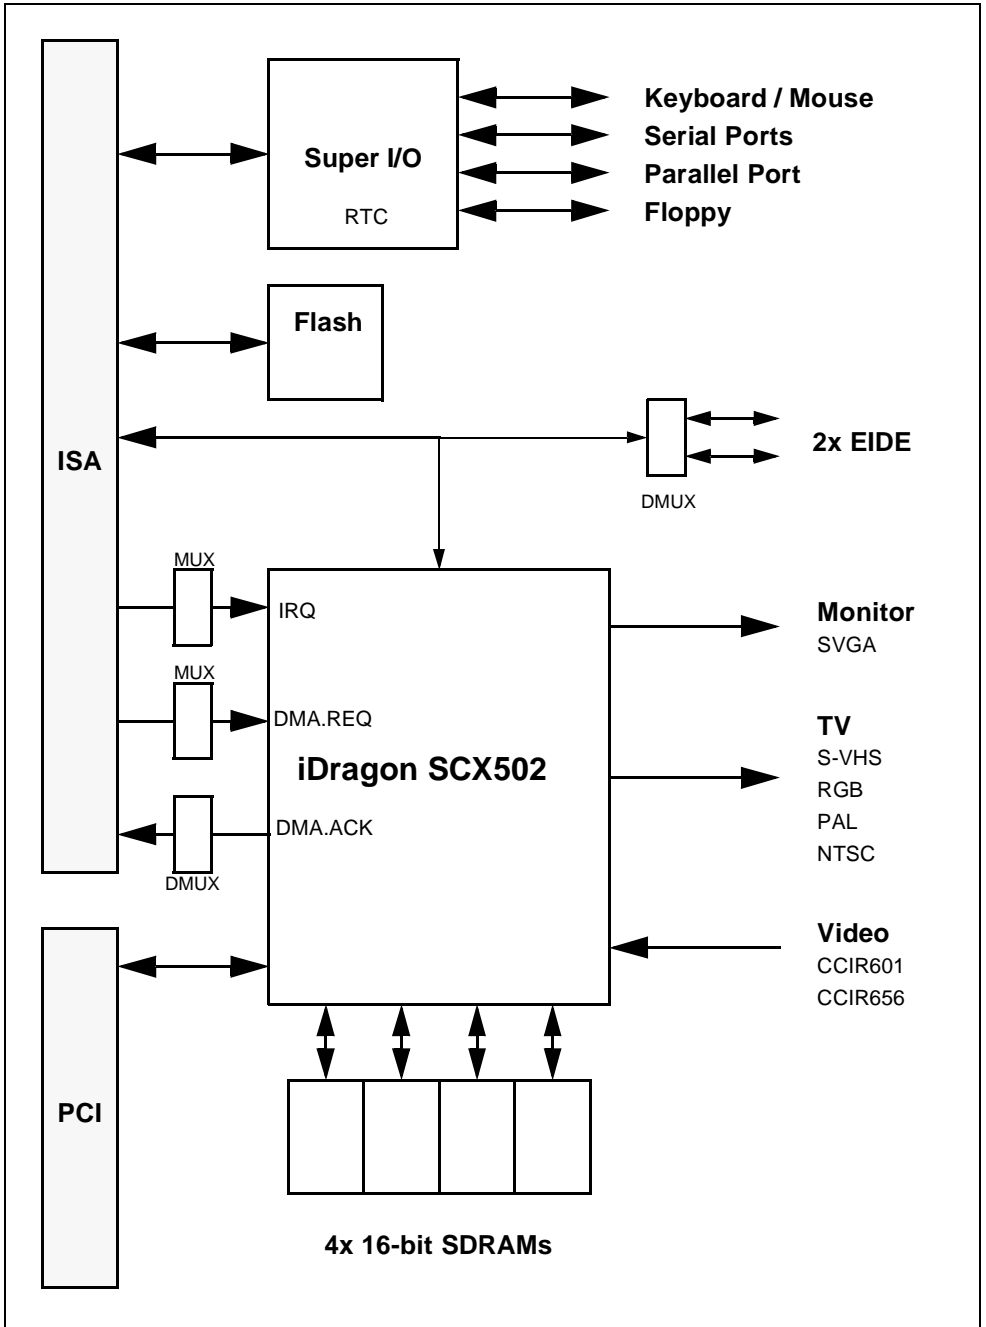 Keyboard / Mouse
Serial Ports
Super I/O
Parallel Port
RTC
Floppy
Flash
ISA
2x EIDE
DMUX
MUX
IRQ
Monitor
SVGA
MUX
DMA.REQ
TV
iDragon SCX502
S-VHS
RGB
DMA.ACK
PAL
NTSC
DMUX
Video
CCIR601
CCIR656
PCI
4x 16-bit SDRAMs